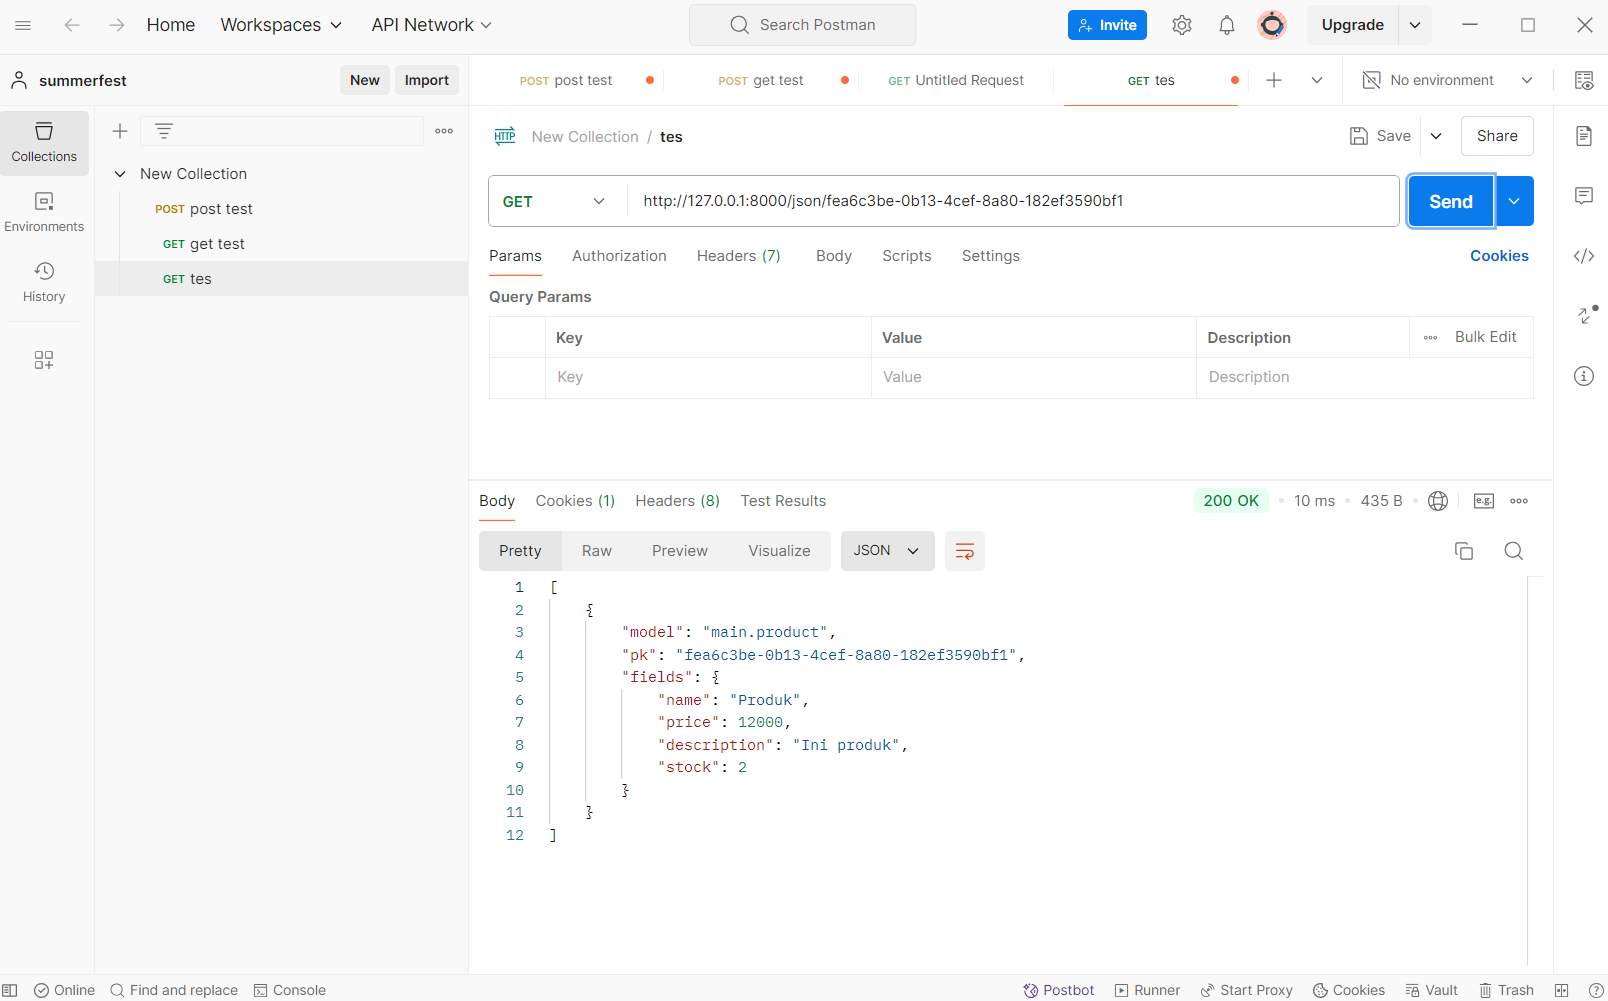 Home Workspaces API Network Search Postman Invite Upgrade
summerfest New Import POST post test POST get test GET Untitled Request GET tes No environment
Collections
Environments
History
New Collection
POST post test
GET get test
GET tes
HTTP New Collection / tes Save Share
GET http://127.0.0.1:8000/json/fea6c3be-0b13-4cef-8a80-182ef3590bf1 Send
Params Authorization Headers (7) Body Scripts Settings Cookies
Query Params
Key Value Description Bulk Edit
Key Value Description
Body Cookies (1) Headers (8) Test Results 200 OK 10 ms 435 B e.g.
Pretty Raw Preview Visualize JSON
1 [
2 {
3 "model": "main.product",
4 "pk": "fea6c3be-0b13-4cef-8a80-182ef3590bf1",
5 "fields": {
6 "name": "Produk",
7 "price": 12000,
8 "description": "Ini produk",
9 "stock": 2
10 }
11 }
12 ]
Online Find and replace Console Postbot Runner Start Proxy Cookies Vault Trash